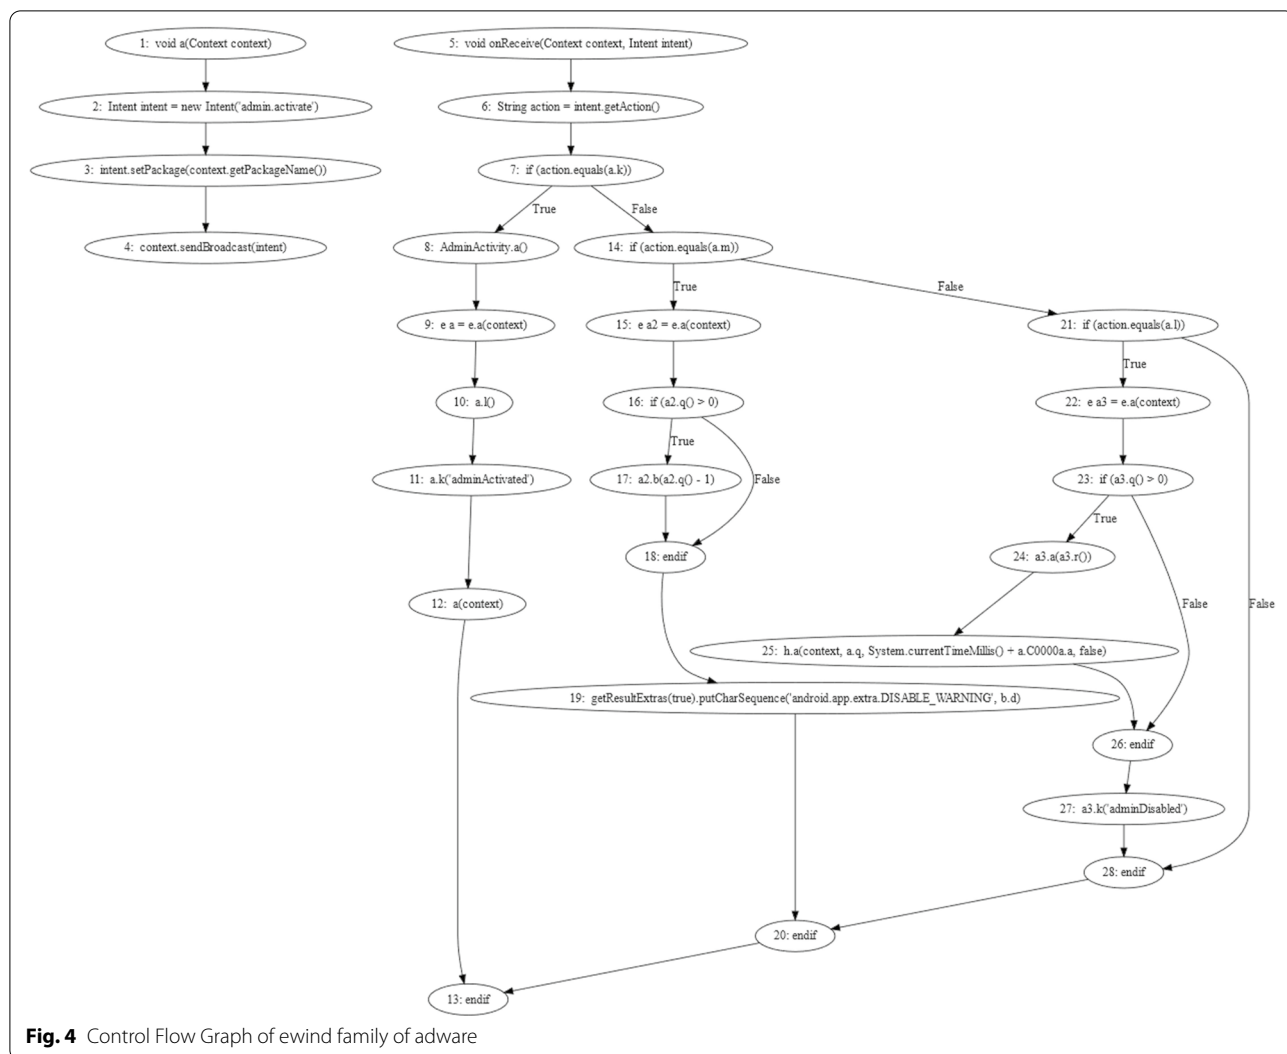 1: void a(Context context)
5: void onReceive(Context context, Intent intent)
2: Intent intent = new Intent('admin.activate')
6: String action = intent.getAction()
3: intent.setPackage(context.getPackageName())
7: if (action.equals(a.k))
True
False
4: context.sendBroadcast(intent)
8: AdminActivity.a()
14: if (action.equals(a.m))
True
False
9: e a = e.a(context)
15: e a2 = e.a(context)
21: if (action.equals(a.l))
True
10: a.l()
16: if (a2.q() > 0)
22: e a3 = e.a(context)
True
11: a.k('adminActivated')
17: a2.b(a2.q() - 1)
False
23: if (a3.q() > 0)
True
18: endif
24: a3.a(a3.r())
12: a(context)
False
False
25: h.a(context, a.q, System.currentTimeMillis() + a.C0000a.a, false)
19: getResultExtras(true).putCharSequence('android.app.extra.DISABLE_WARNING', b.d)
26: endif
27: a3.k('adminDisabled')
28: endif
20: endif
13: endif
Fig. 4 Control Flow Graph of ewind family of adware